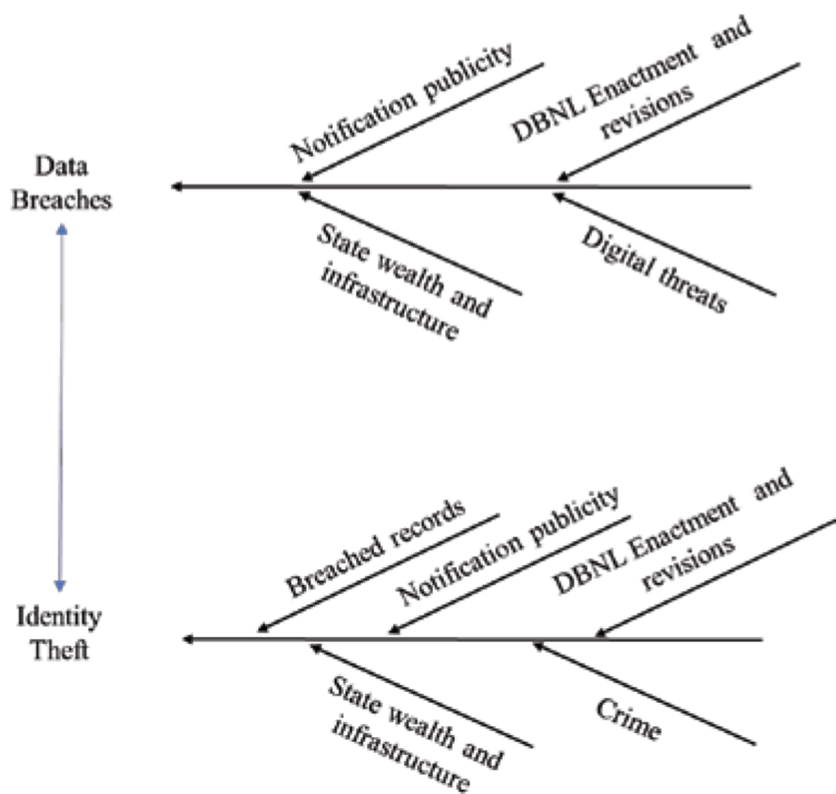 Notification publicity
DBNL Enactment and
revisions
Data
Breaches
State wealth and
infrastructure
Digital threats
Breached records
Notification publicity
DBNL Enactment and
revisions
Identity
Theft
State wealth and
infrastructure
Crime